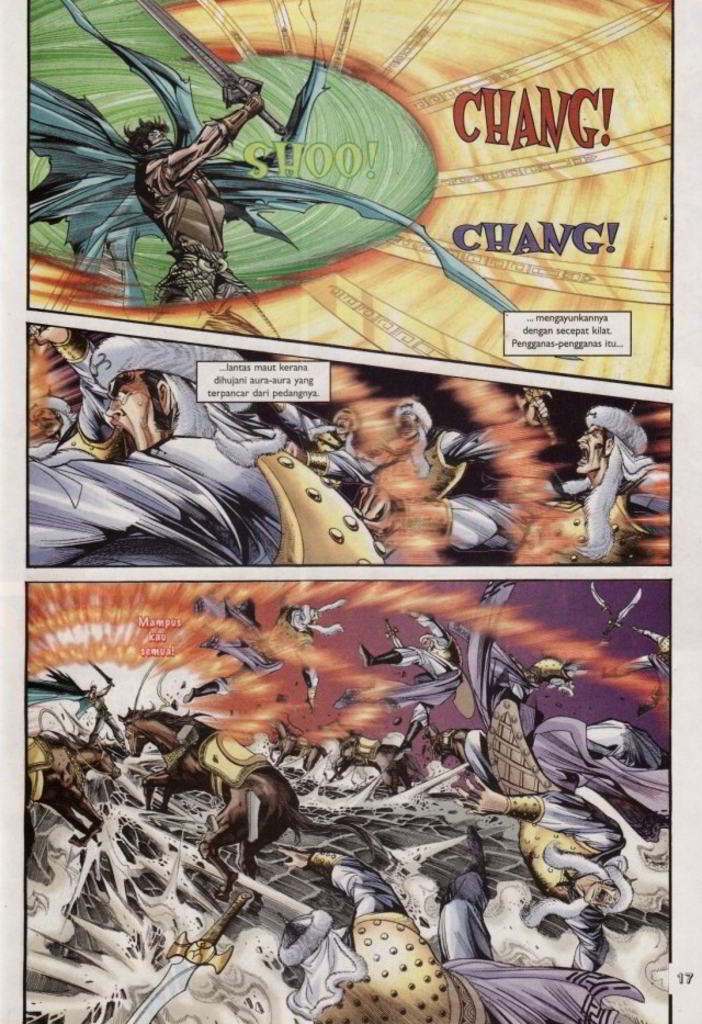 CHANG!
SHOO!
CHANG!
... mengayunkannya
dengan secepat kilat.
Pengganas-pengganas itu...
...lantas maut kerana
dihujani aura-aura yang
terpancar dari pedangnya.
Mampus
kau
semua!
17